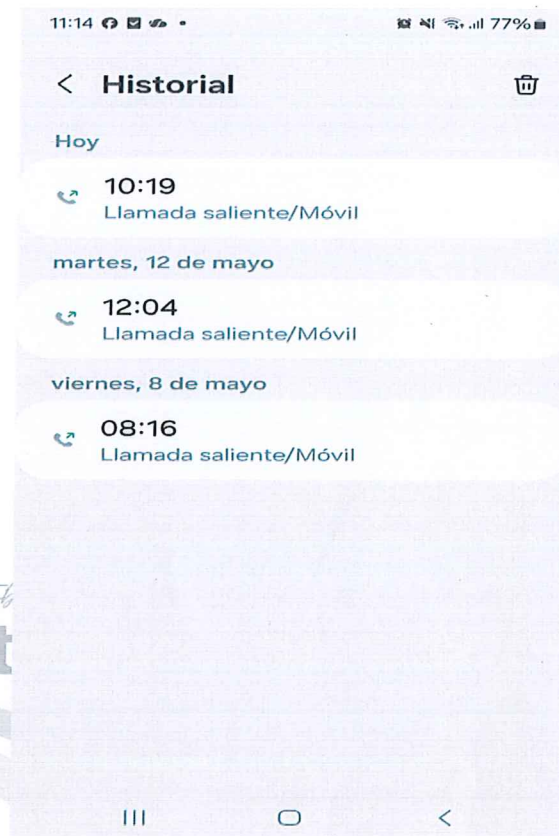 11:14 77%
Historial
Hoy
10:19
Llamada saliente/Móvil
martes, 12 de mayo
12:04
Llamada saliente/Móvil
viernes, 8 de mayo
08:16
Llamada saliente/Móvil